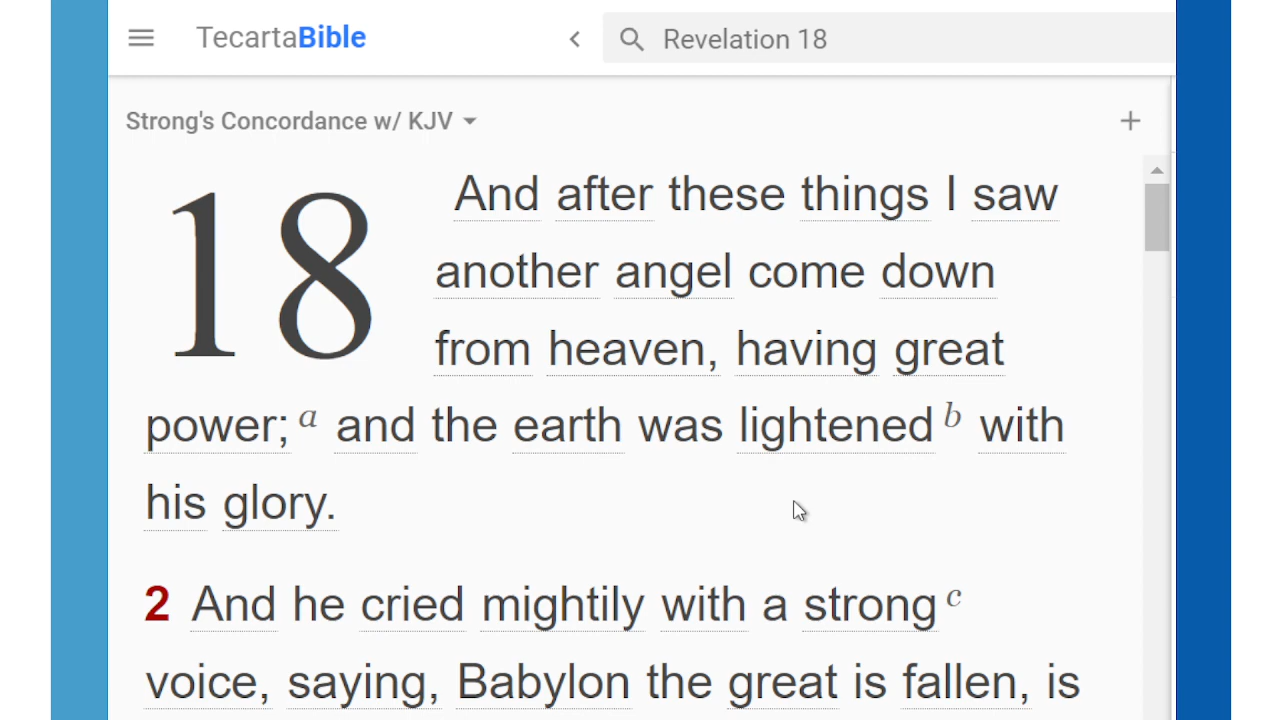 TecartaBible
Revelation 18
Strong's Concordance w/ KJV
18 And after these things I saw
another angel come down
from heaven, having great
power; a and the earth was lightened b with
his glory.
2 And he cried mightily with a strong c
voice, saying, Babylon the great is fallen, is